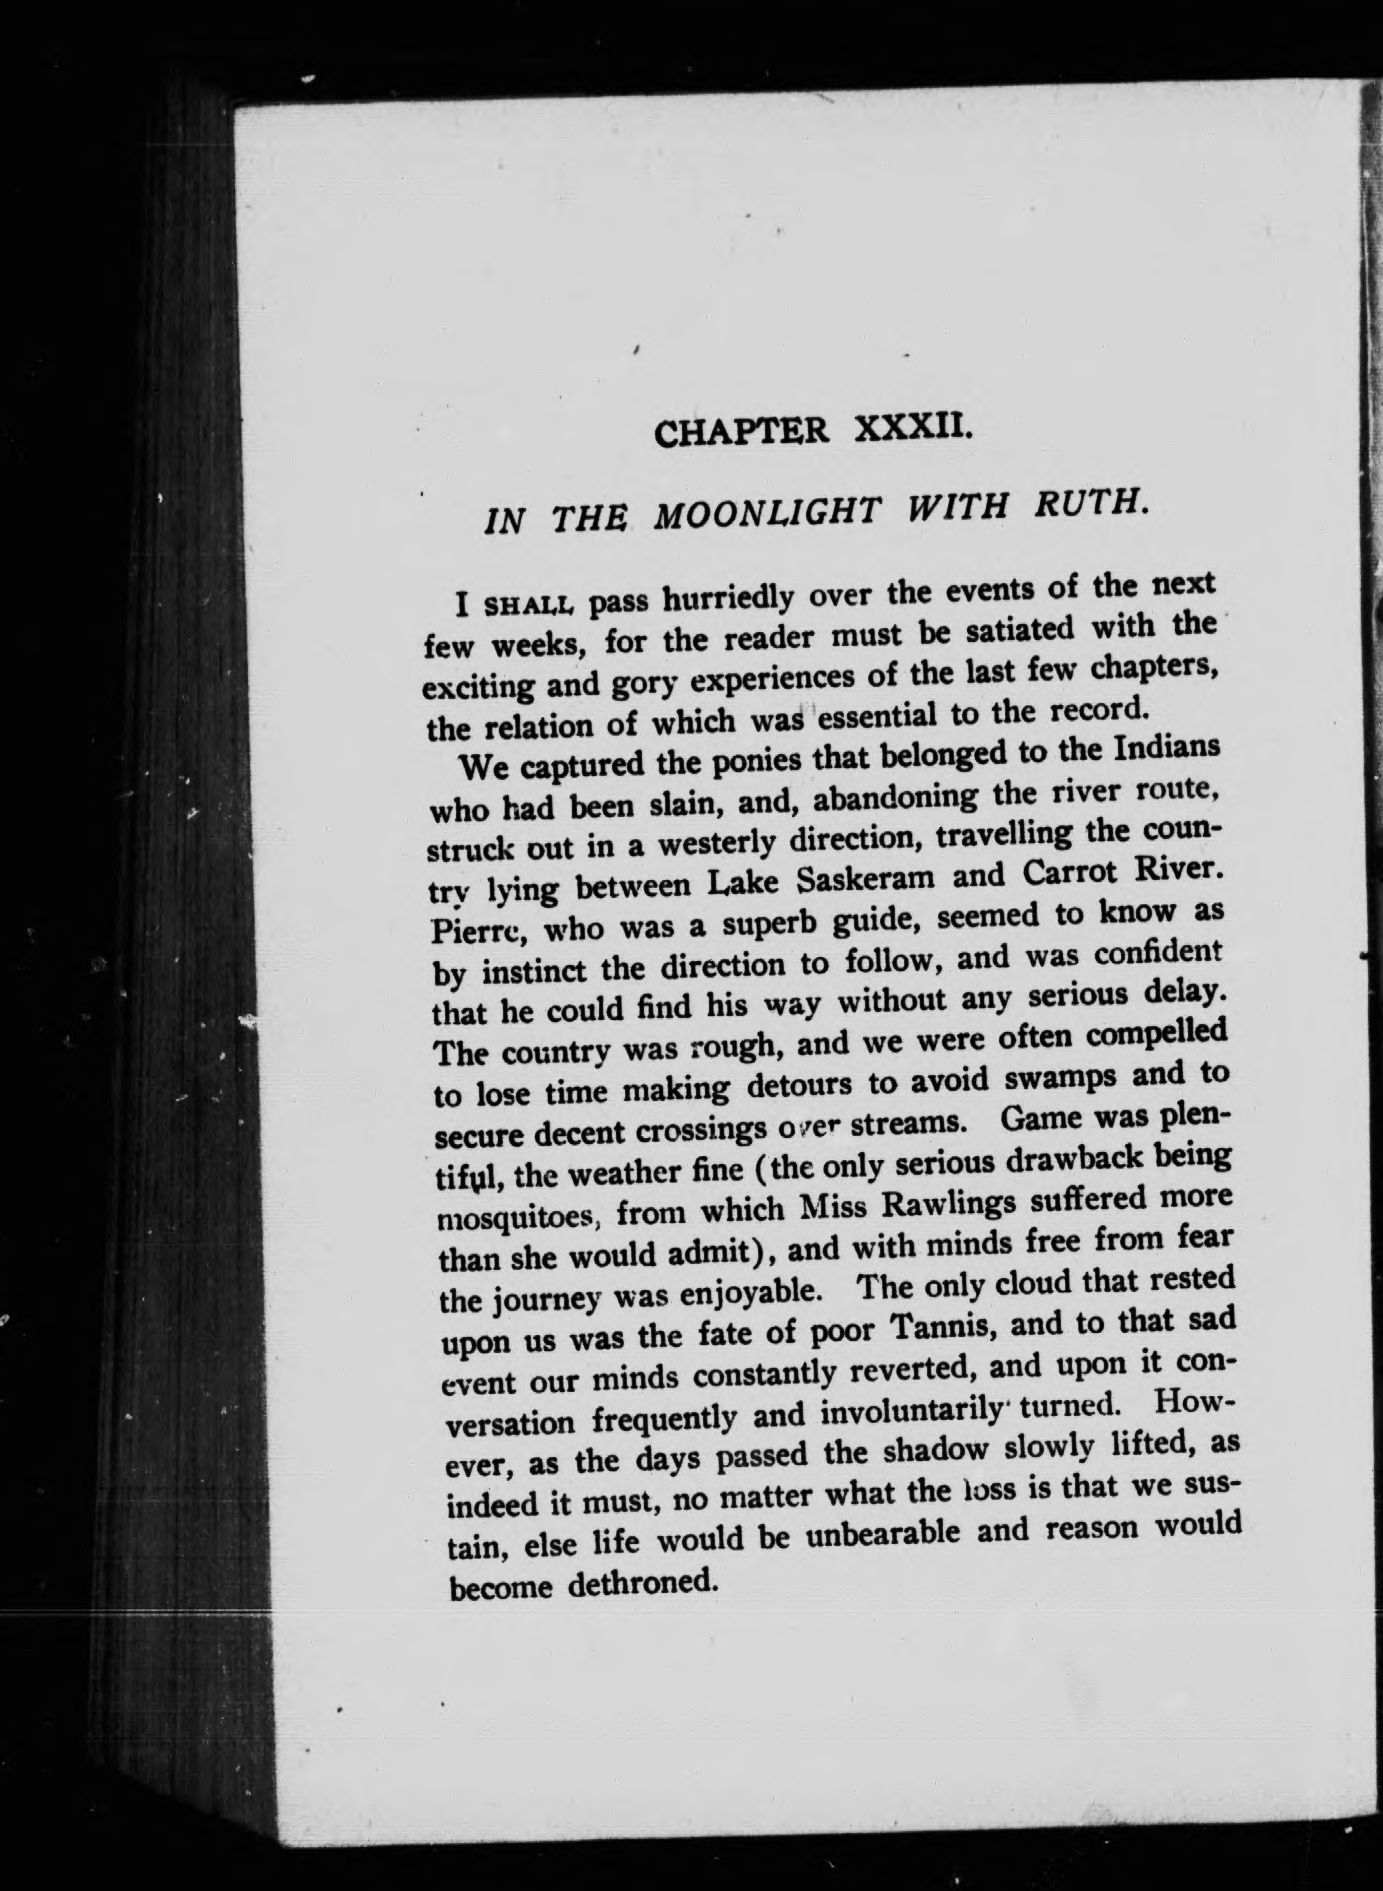 CHAPTER XXXII.
IN THE MOONLIGHT WITH RUTH.
I SHALL pass hurriedly over the events of the next
few weeks, for the reader must be satiated with the
exciting and gory experiences of the last few chapters,
the relation of which was essential to the record.
We captured the ponies that belonged to the Indians
who had been slain, and, abandoning the river route,
struck out in a westerly direction, travelling the coun-
try lying between Lake Saskeram and Carrot River.
Pierre, who was a superb guide, seemed to know as
by instinct the direction to follow, and was confident
that he could find his way without any serious delay.
The country was rough, and we were often compelled
to lose time making detours to avoid swamps and to
secure decent crossings over streams. Game was plen-
tiful, the weather fine (the only serious drawback being
mosquitoes, from which Miss Rawlings suffered more
than she would admit), and with minds free from fear
the journey was enjoyable. The only cloud that rested
upon us was the fate of poor Tannis, and to that sad
event our minds constantly reverted, and upon it con-
versation frequently and involuntarily turned. How-
ever, as the days passed the shadow slowly lifted, as
indeed it must, no matter what the loss is that we sus-
tain, else life would be unbearable and reason would
become dethroned.